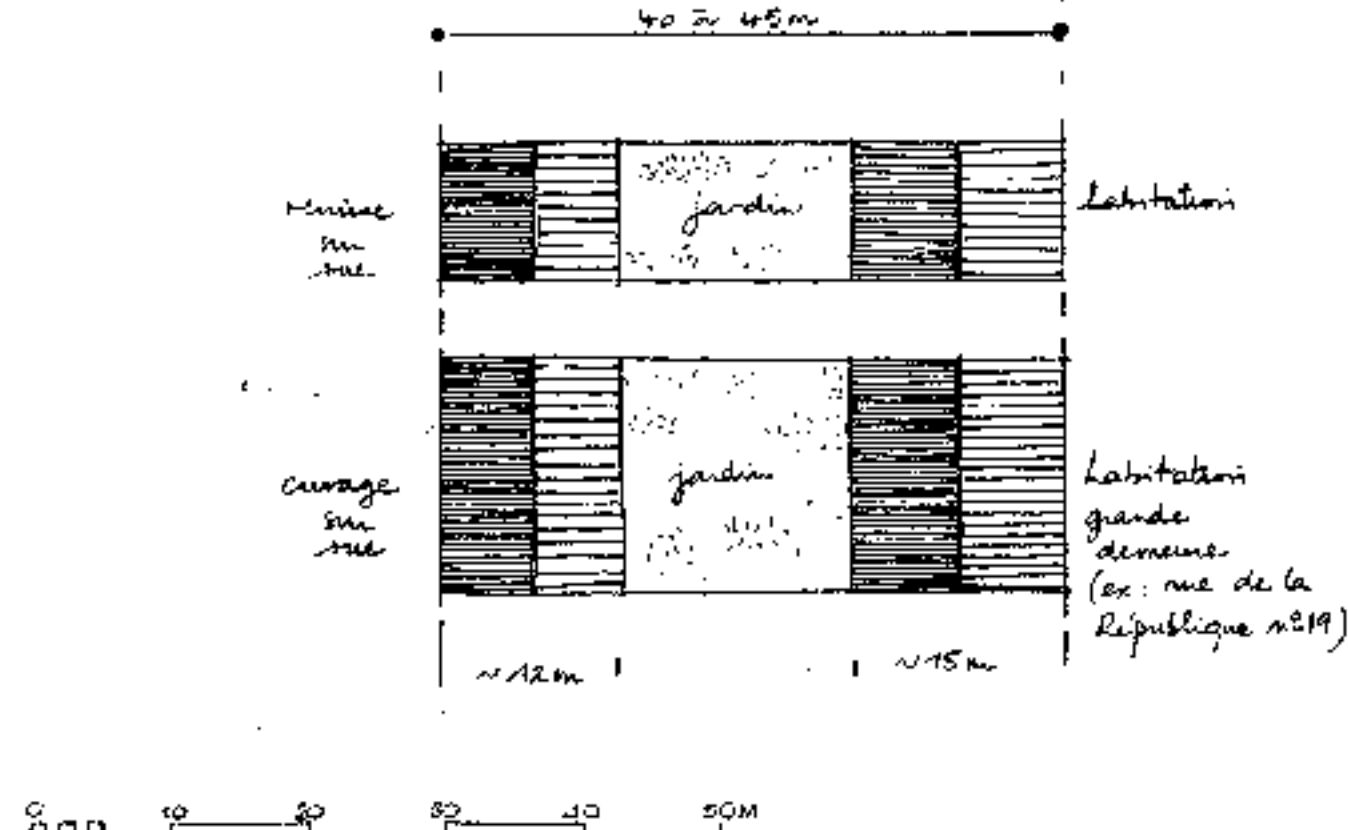 40 à 45m
jardin
Habitation
Remise
sur
rue
jardin
cuvage
sur
rue
Habitation
grande
demeure
(ex : rue de la
République n°19)
~ 12m
~ 15m
0 10 20 30 40 50M